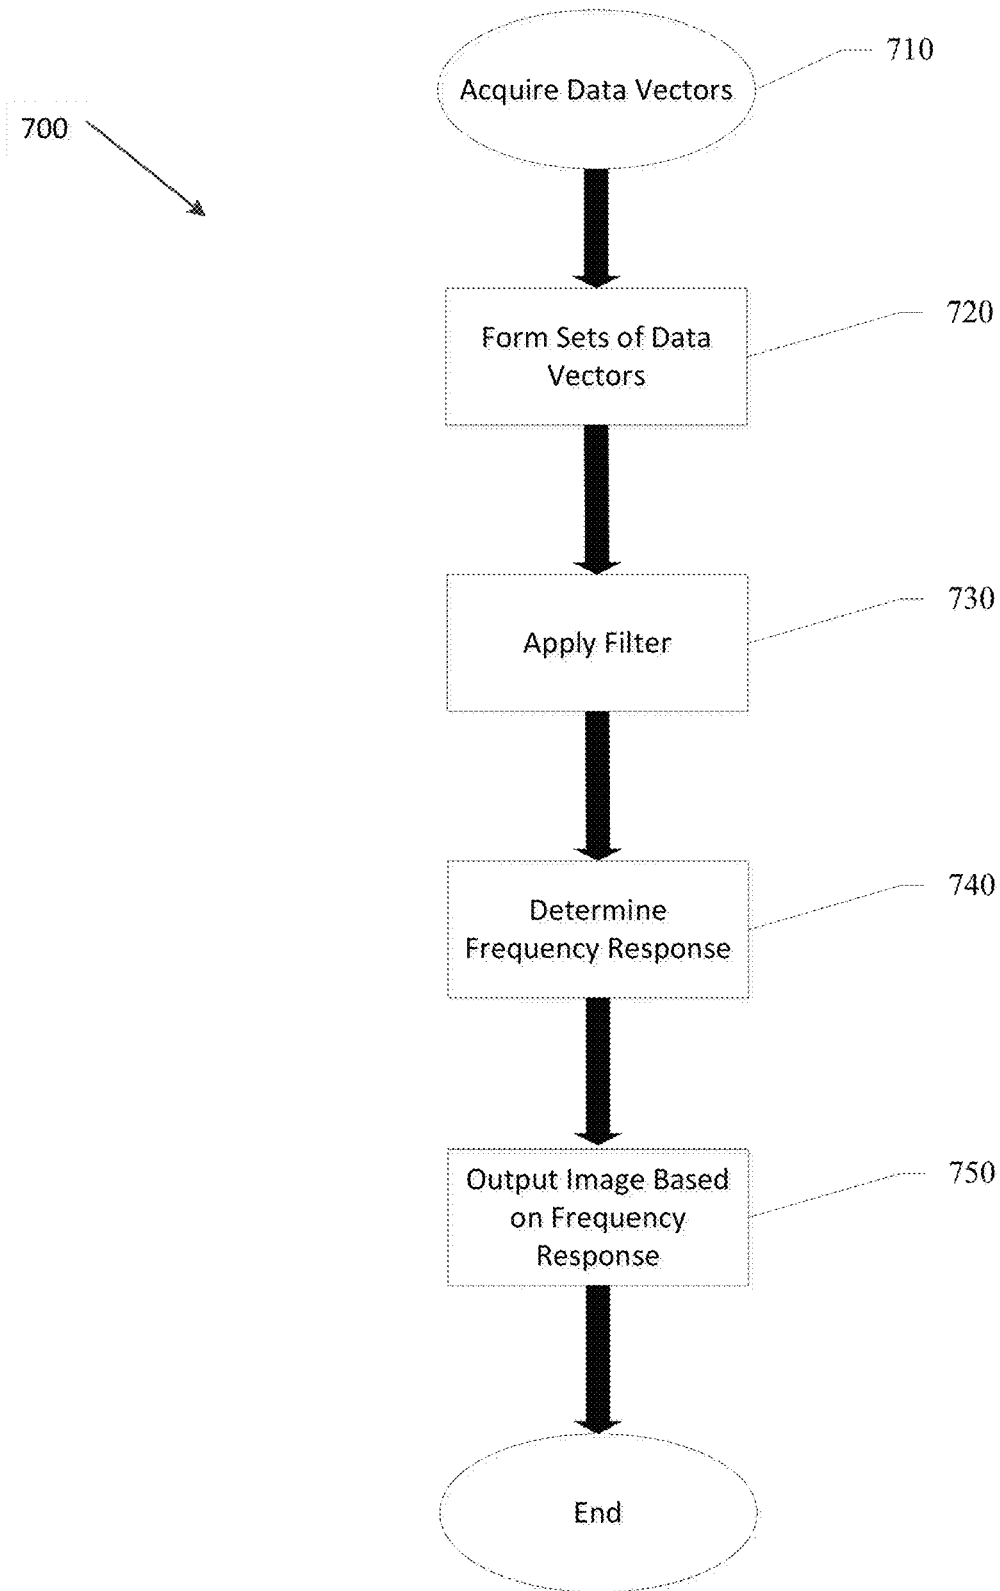 710
Acquire Data Vectors
700
720
Form Sets of Data
Vectors
730
Apply Filter
740
Determine
Frequency Response
750
Output Image Based
on Frequency
Response
End